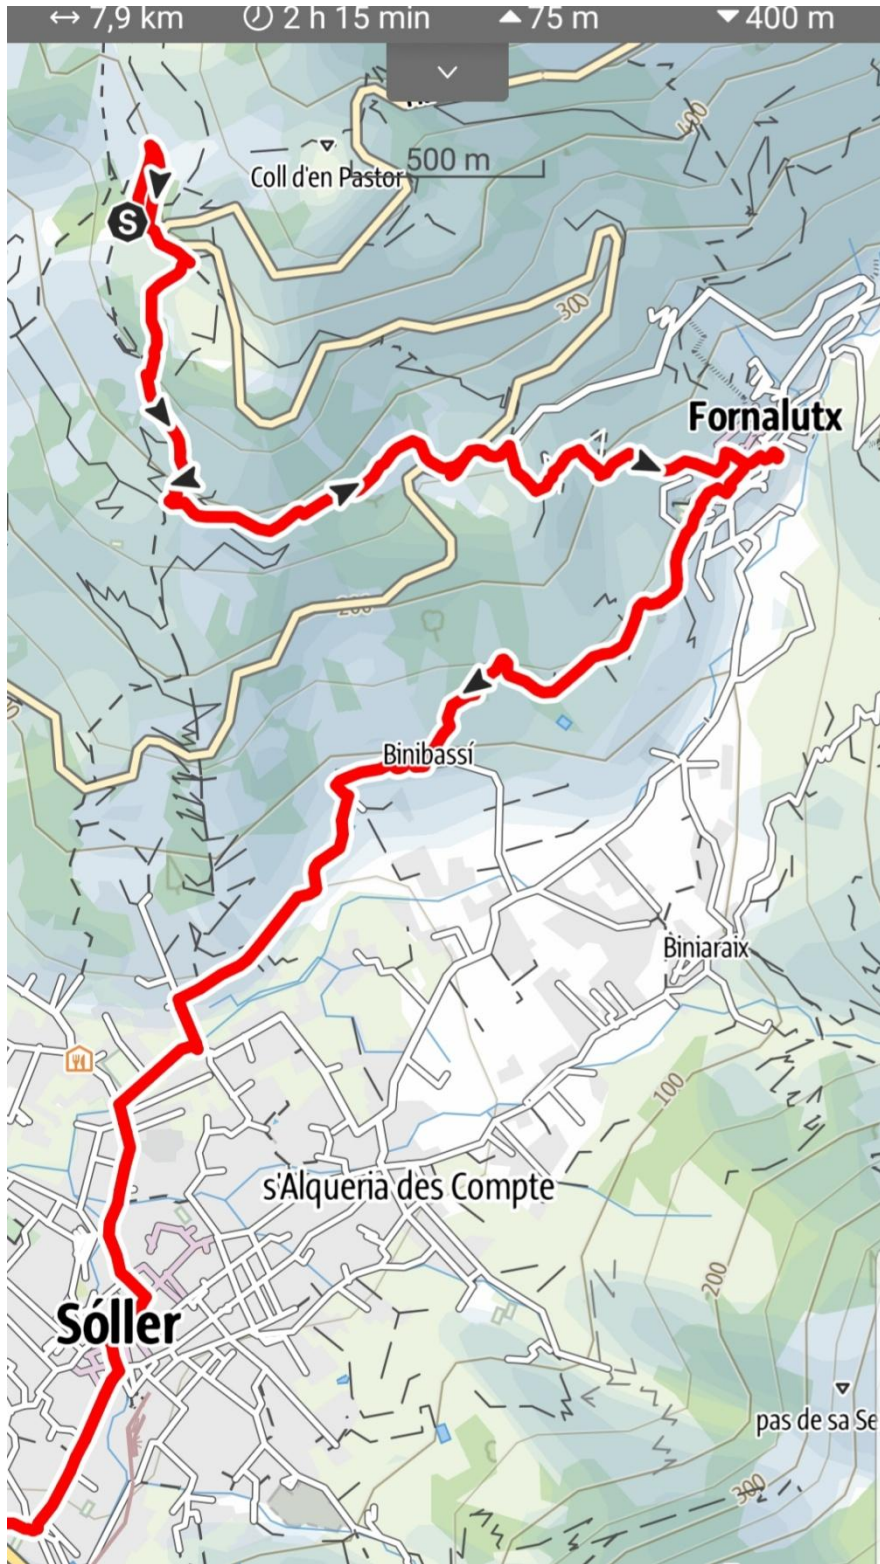 7,9 km 2 h 15 min 75 m 400 m
400
500 m
Coll d'en Pastor
S
300
Fornalutx
200
Binibassí
Biniaraix
100
s'Alqueria des Compte
200
Sóller
pas de sa Se
300